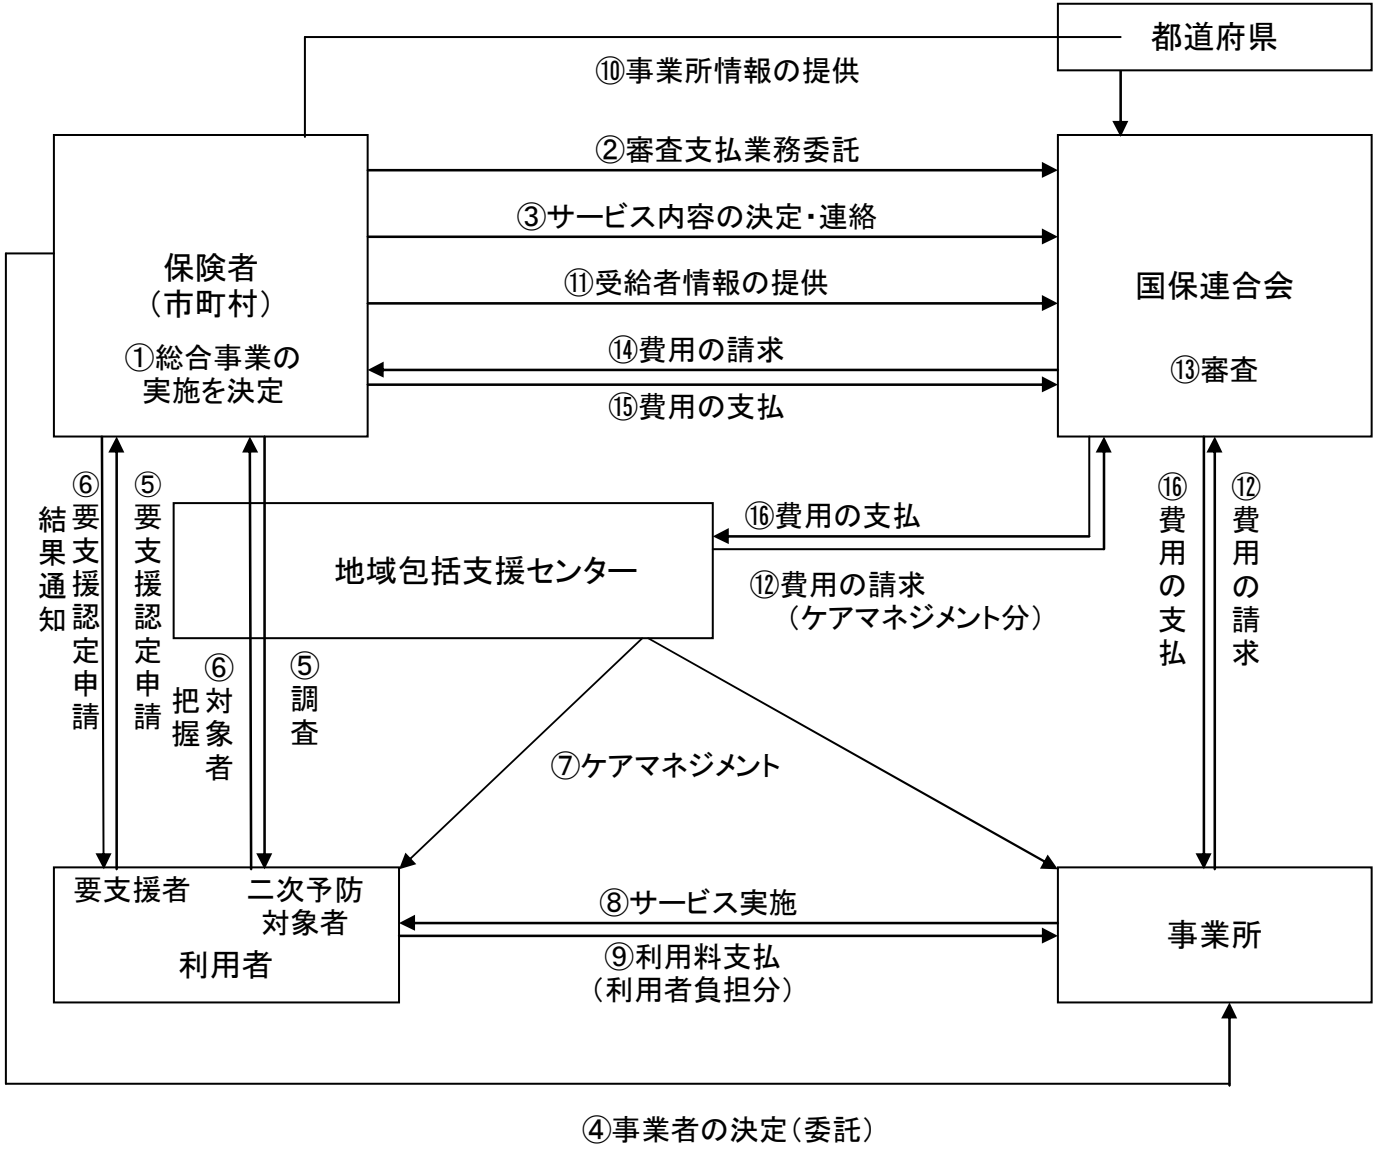 都道府県
⑩事業所情報の提供
②審査支払業務委託
③サービス内容の決定・連絡
保険者
（市町村）
①総合事業の
実施を決定
⑪受給者情報の提供
国保連合会
⑬審査
⑭費用の請求
⑮費用の支払
⑥要支援認定申請
結果通知
⑤要支援認定申請
⑥対象者
把握
⑤調査
地域包括支援センター
⑯費用の支払
⑫費用の請求
（ケアマネジメント分）
⑯費用の支払
⑫費用の請求
⑦ケアマネジメント
要支援者
二次予防
対象者
利用者
⑧サービス実施
⑨利用料支払
（利用者負担分）
事業所
④事業者の決定（委託）